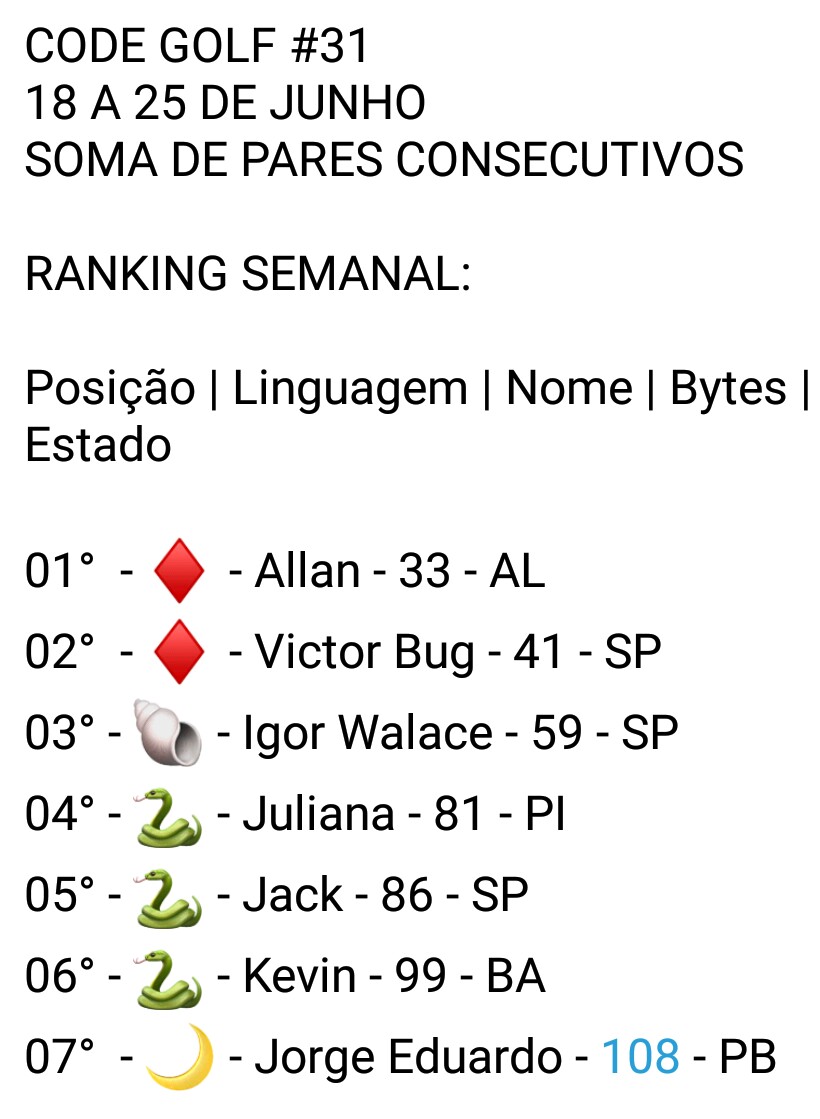 CODE GOLF #31
18 A 25 DE JUNHO
SOMA DE PARES CONSECUTIVOS
RANKING SEMANAL:
Posição | Linguagem | Nome | Bytes |
Estado
01° - ♦️ - Allan - 33 - AL
02° - ♦️ - Victor Bug - 41 - SP
03° - 🐚 - Igor Walace - 59 - SP
04° - 🐍 - Juliana - 81 - PI
05° - 🐍 - Jack - 86 - SP
06° - 🐍 - Kevin - 99 - BA
07° - 🌙 - Jorge Eduardo - 108 - PB